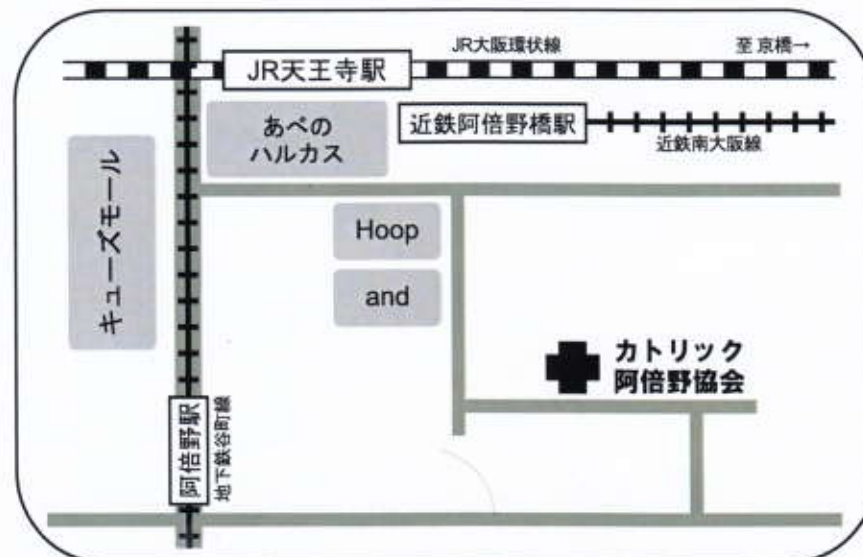 JR大阪環状線
至 京橋→
JR天王寺駅
あべの
ハルカス
近鉄阿倍野橋駅
近鉄南大阪線
キューズモール
Hoop
and
カトリック
阿倍野協会
阿倍野駅
地下鉄谷町線